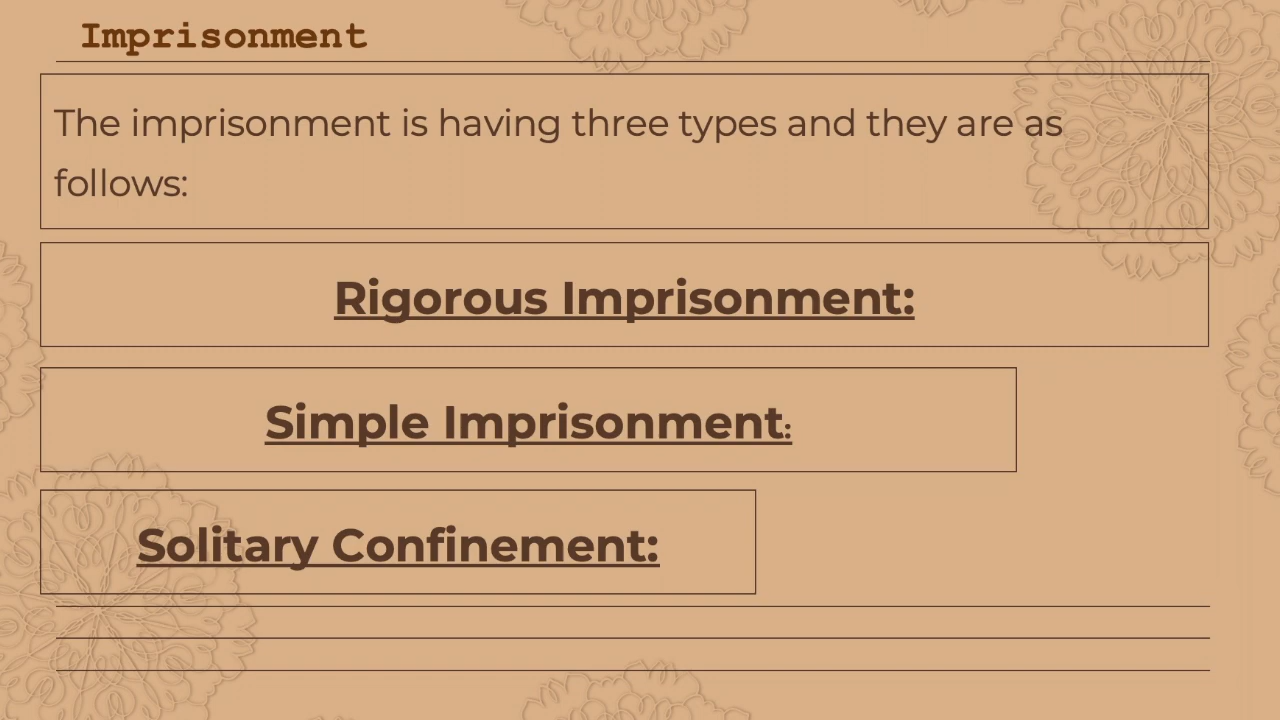 Imprisonment
The imprisonment is having three types and they are as
follows:
Rigorous Imprisonment:
Simple Imprisonment:
Solitary Confinement: